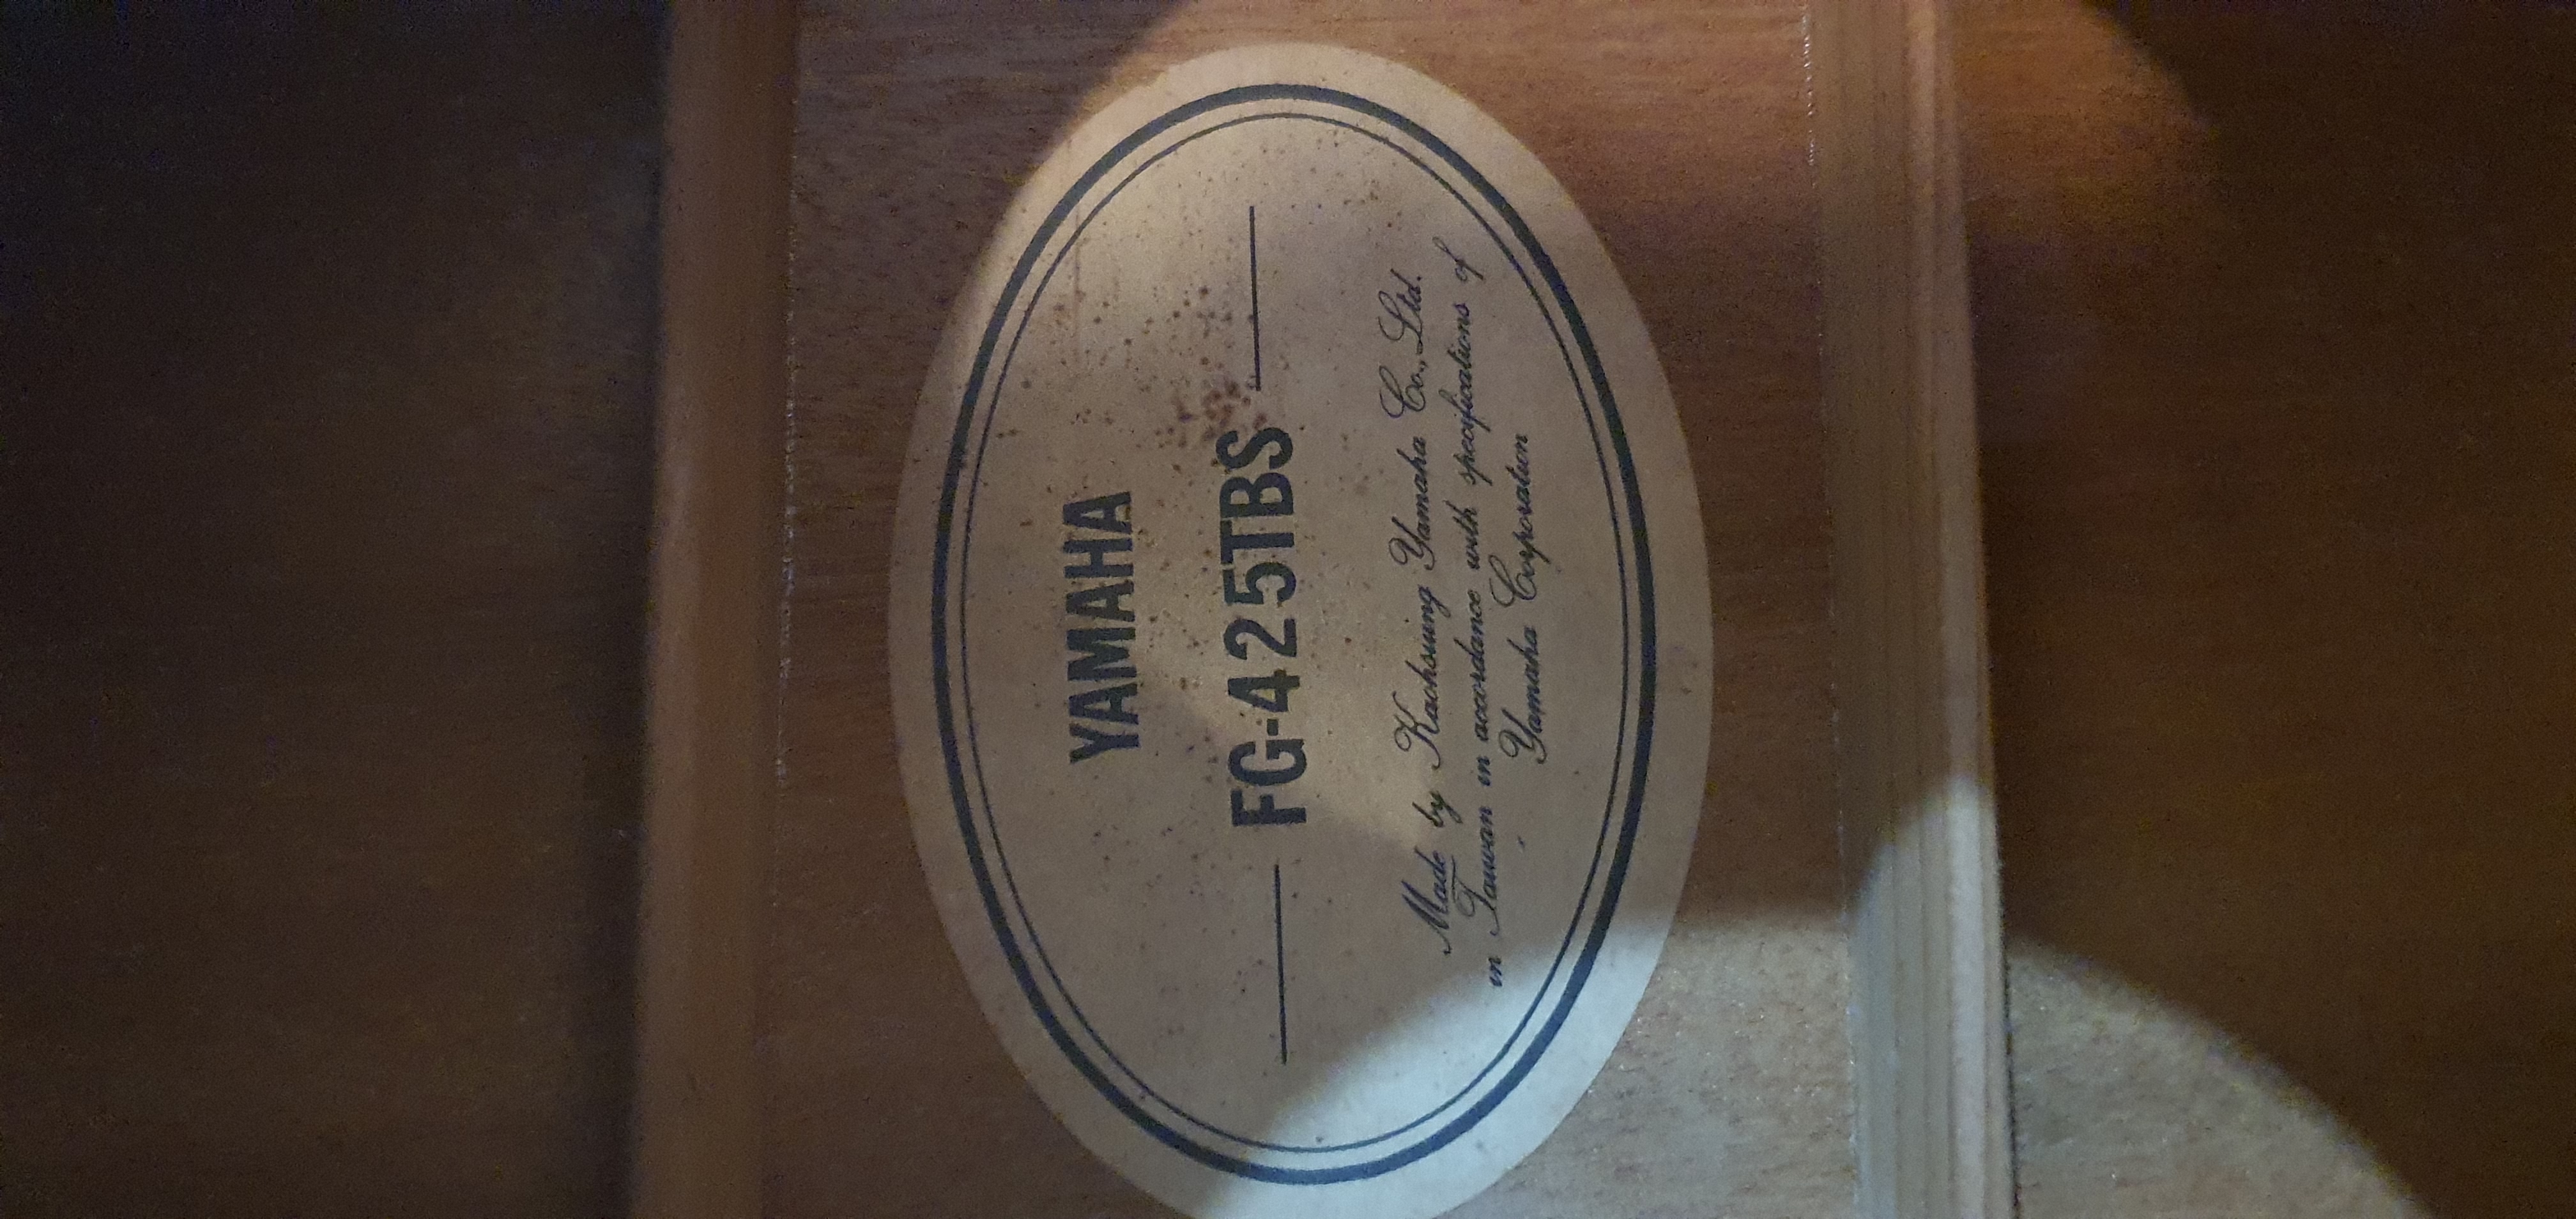 YAMAHA
FG-425TBS
Made by Kaohsiung Yamaha Co., Ltd.
in Taiwan in accordance with specifications of
Yamaha Corporation